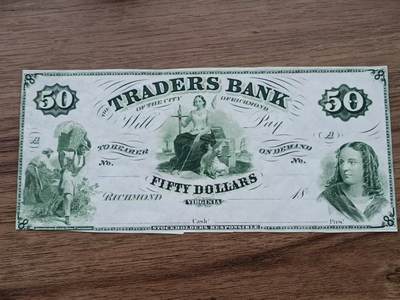 50 TRADERS BANK 50
THE OF THE CITY OF RICHMOND
Will Pay
TO BEARER ON DEMAND
No. No.
FIFTY DOLLARS
RICHMOND VIRGINIA 18
Cash. Pres.
STOCKHOLDERS RESPONSIBLE